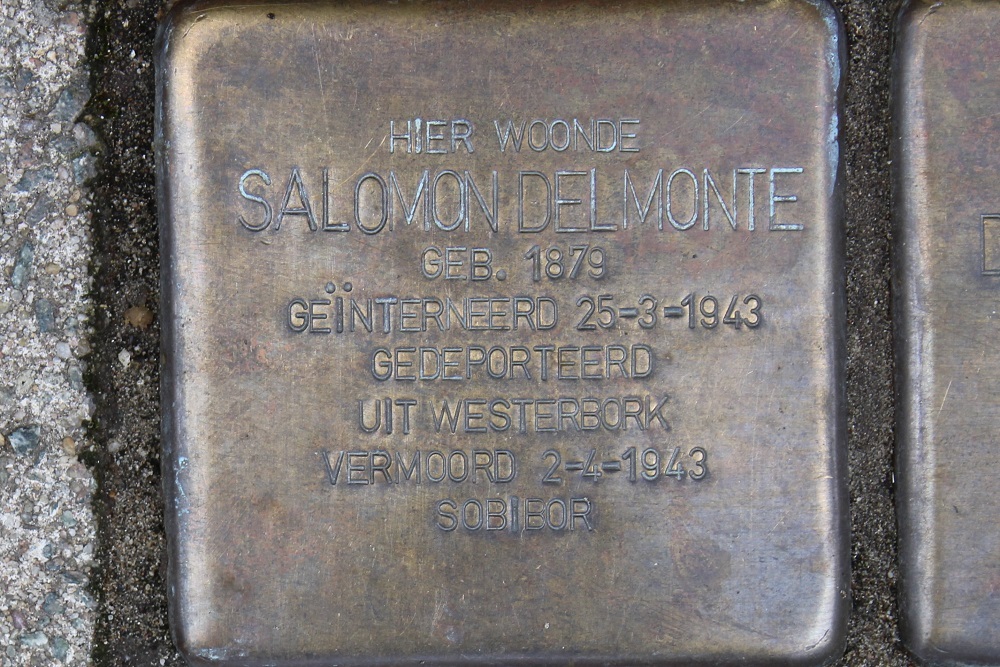 HIER WOONDE
SALOMON DELMONTE
GEB. 1879
GEÏNTERNEERD 25-3-1943
GEDEPORTEERD
UIT WESTERBORK
VERMOORD 2-4-1943
SOBIBOR